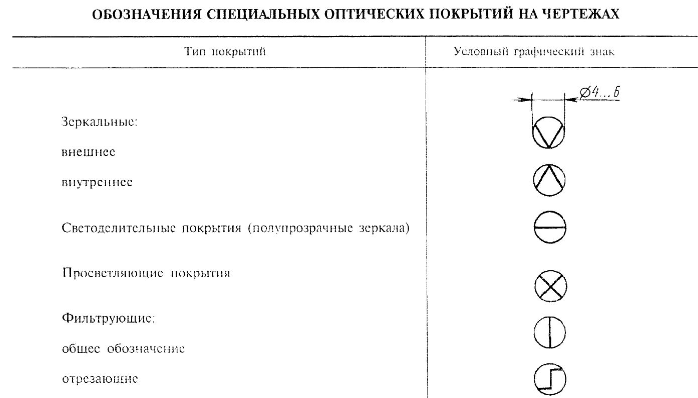 ОБОЗНАЧЕНИЯ СПЕЦИАЛЬНЫХ ОПТИЧЕСКИХ ПОКРЫТИЙ НА ЧЕРТЕЖАХ
Тип покрытий
Условный графический знак
∅4...6
Зеркальные:
внешнее
внутреннее
Светоделительные покрытия (полупрозрачные зеркала)
Просветляющие покрытия
Фильтрующие:
общее обозначение
отрезающие